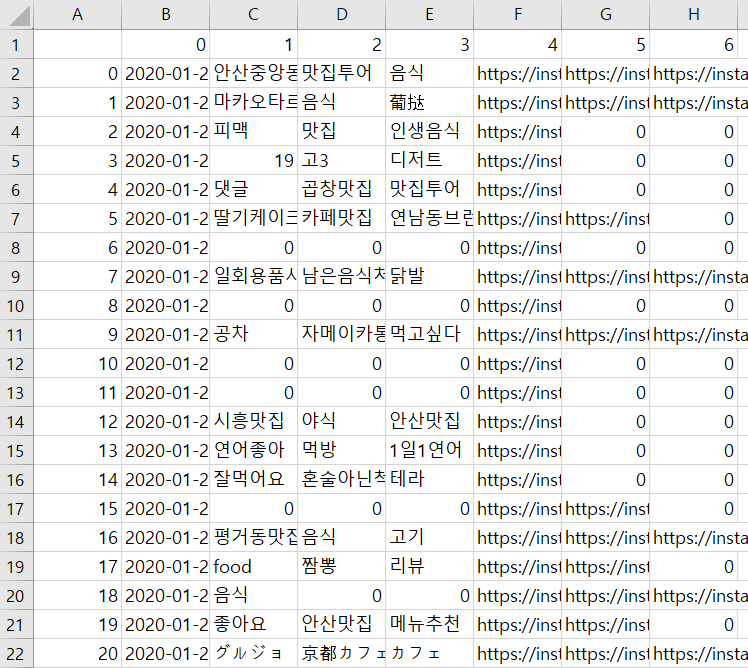 A B C D E F G H
1 0 1 2 3 4 5 6
2 0 2020-01-2 안산중앙동 맛집투어 음식 https://inst https://inst https://insta
3 1 2020-01-2 마카오타르 음식 葡挞 https://inst https://inst https://insta
4 2 2020-01-2 피맥 맛집 인생음식 https://inst 0 0
5 3 2020-01-2 19 고3 디저트 https://inst 0 0
6 4 2020-01-2 댓글 곱창맛집 맛집투어 https://inst 0 0
7 5 2020-01-2 딸기케이크 카페맛집 연남동브런 https://inst https://inst 0
8 6 2020-01-2 0 0 0 https://inst 0 0
9 7 2020-01-2 일회용품사 남은음식처 닭발 https://inst https://inst https://insta
10 8 2020-01-2 0 0 0 https://inst 0 0
11 9 2020-01-2 공차 자메이카통 먹고싶다 https://inst https://inst https://insta
12 10 2020-01-2 0 0 0 https://inst 0 0
13 11 2020-01-2 0 0 0 https://inst 0 0
14 12 2020-01-2 시흥맛집 야식 안산맛집 https://inst 0 0
15 13 2020-01-2 연어좋아 먹방 1일1연어 https://inst 0 0
16 14 2020-01-2 잘먹어요 혼술아닌척 테라 https://inst 0 0
17 15 2020-01-2 0 0 0 https://inst https://inst 0
18 16 2020-01-2 평거동맛집 음식 고기 https://inst https://inst https://insta
19 17 2020-01-2 food 짬뽕 리뷰 https://inst https://inst 0
20 18 2020-01-2 음식 0 0 https://inst https://inst https://insta
21 19 2020-01-2 좋아요 안산맛집 메뉴추천 https://inst https://inst 0
22 20 2020-01-2 グルジョ 京都カフェ カフェ https://inst https://inst https://insta